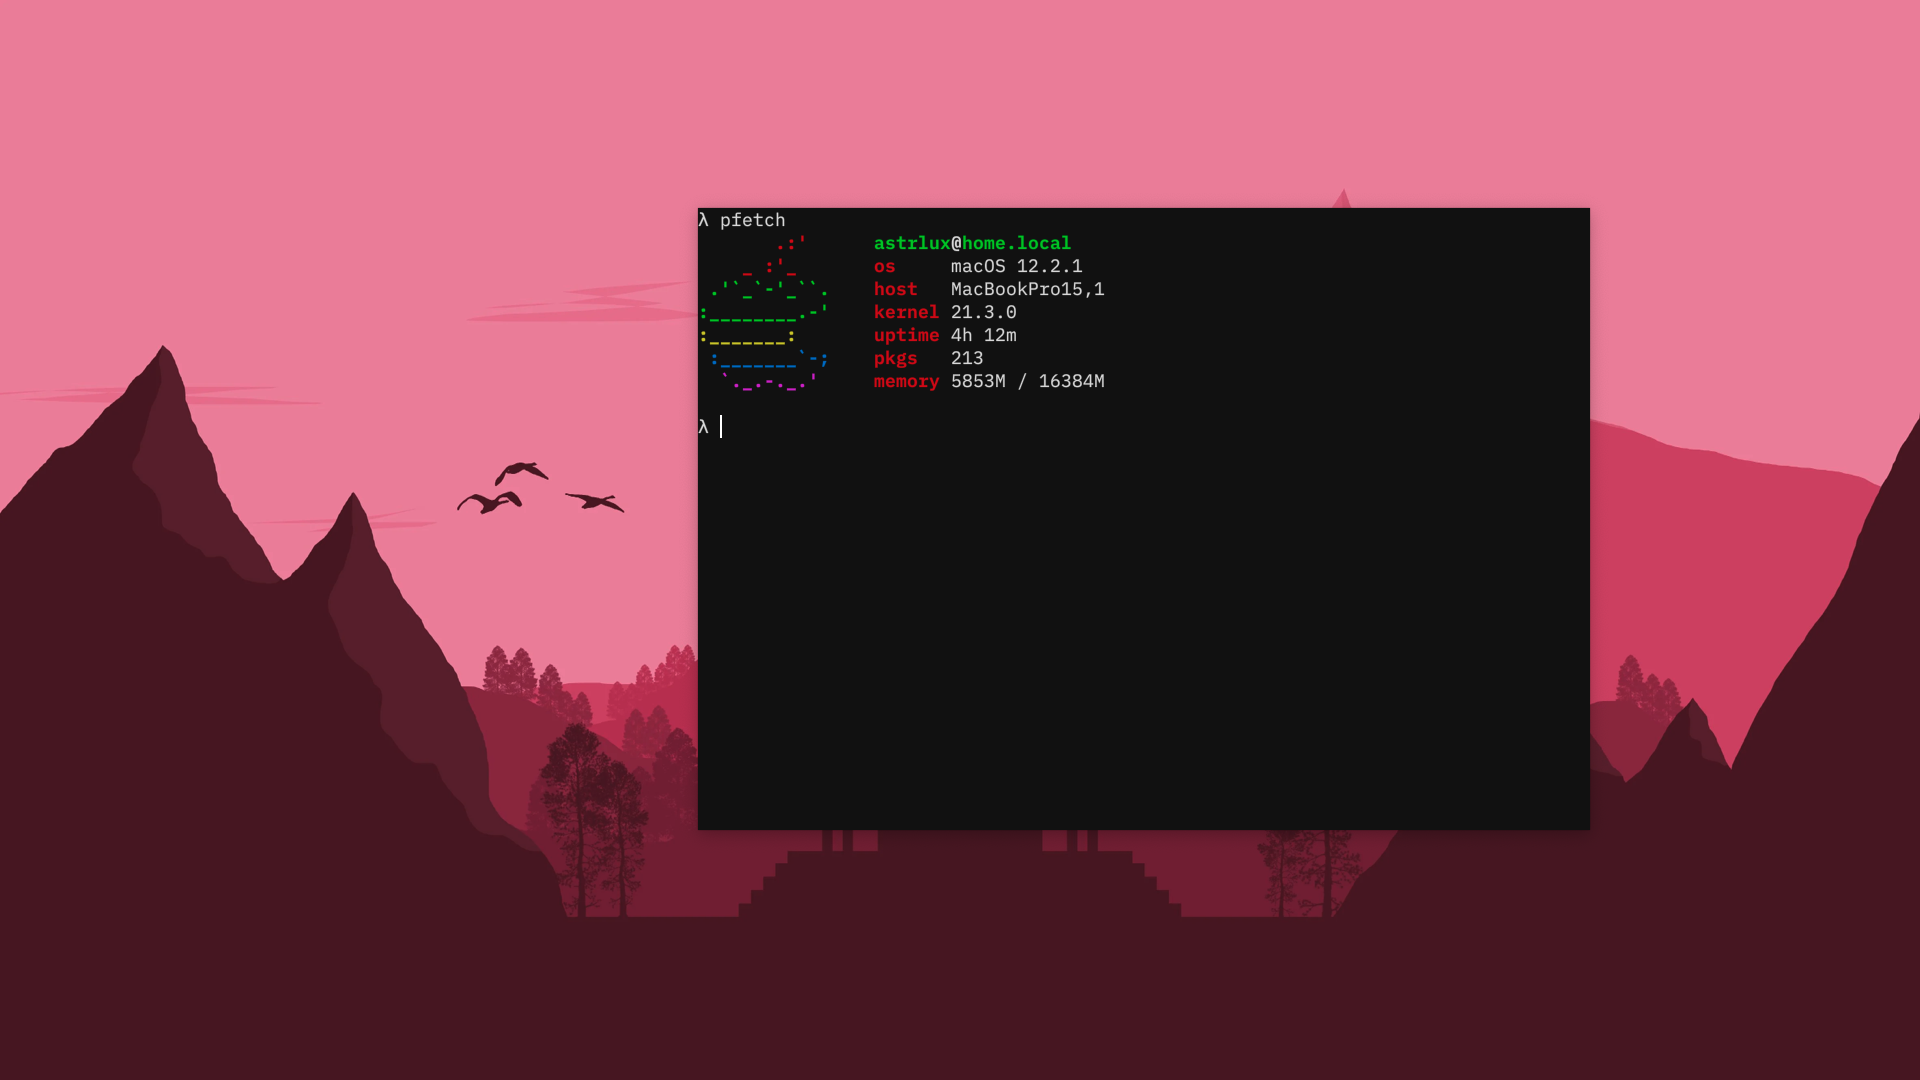 λ pfetch
astrlux@home.local
os macOS 12.2.1
host MacBookPro15,1
kernel 21.3.0
uptime 4h 12m
pkgs 213
memory 5853M / 16384M
λ